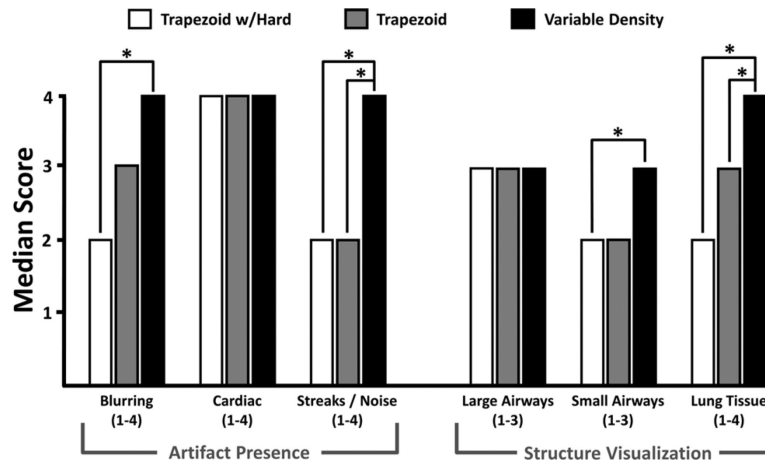 Trapezoid w/Hard Trapezoid Variable Density
* * * * * *
4
3
2
1
Median Score
Blurring Cardiac Streaks / Noise Large Airways Small Airways Lung Tissue
(1-4) (1-4) (1-4) (1-3) (1-3) (1-4)
Artifact Presence Structure Visualization